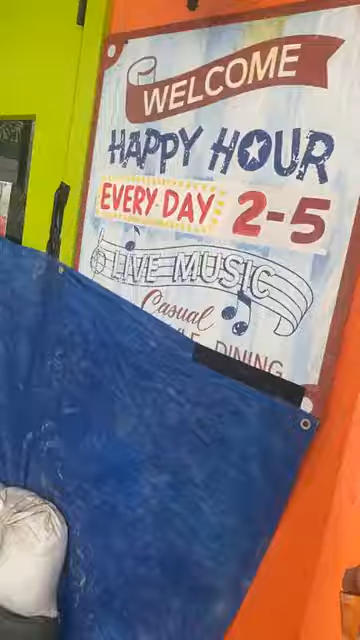 WELCOME
HAPPY HOUR
EVERY DAY 2-5
LIVE MUSIC
Casual
DINING